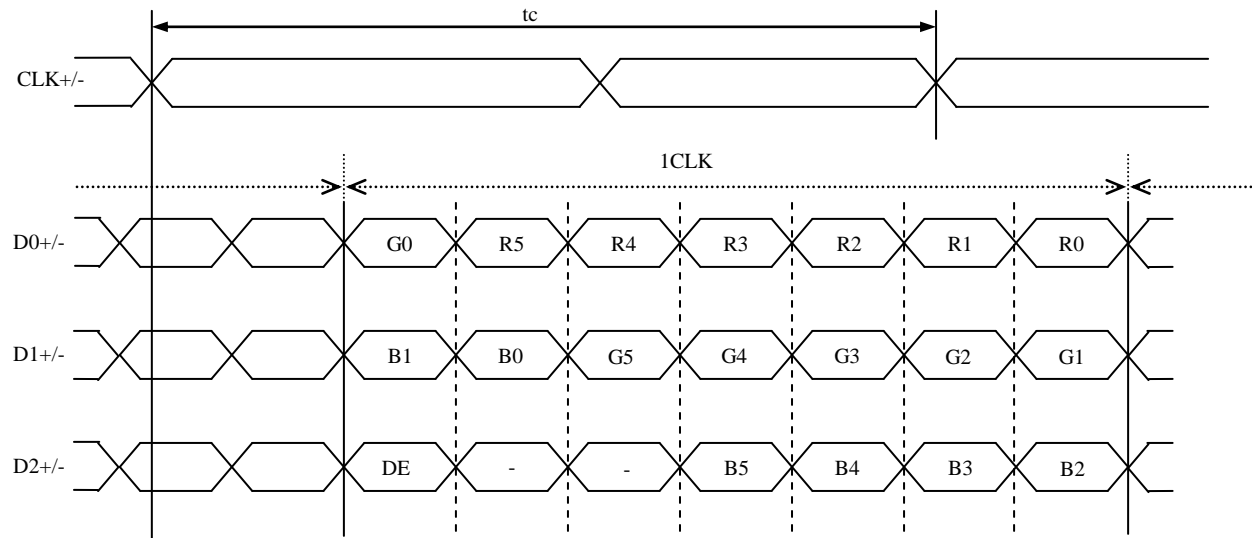 tc
CLK+/-
1CLK
D0+/- G0 R5 R4 R3 R2 R1 R0
D1+/- B1 B0 G5 G4 G3 G2 G1
D2+/- DE - - B5 B4 B3 B2